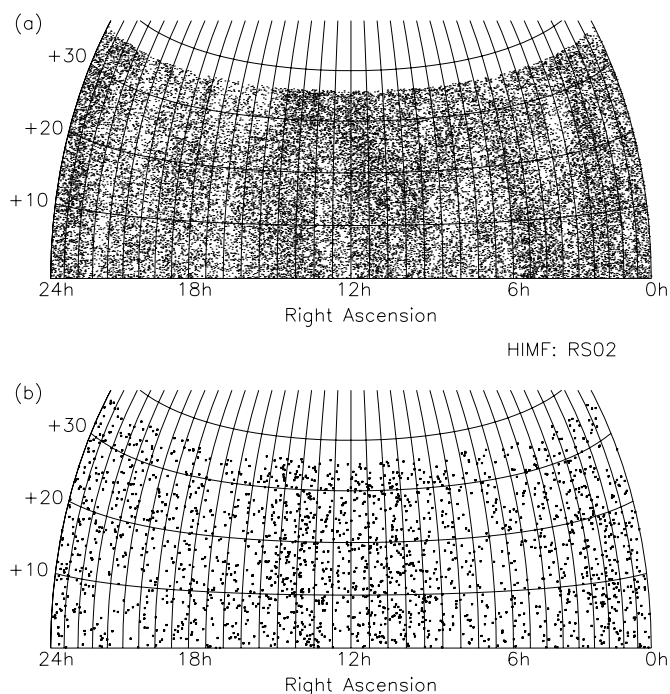 (a)
+30
+20
+10
24h 18h 12h 6h 0h
Right Ascension
HIMF: RS02
(b)
+30
+20
+10
24h 18h 12h 6h 0h
Right Ascension